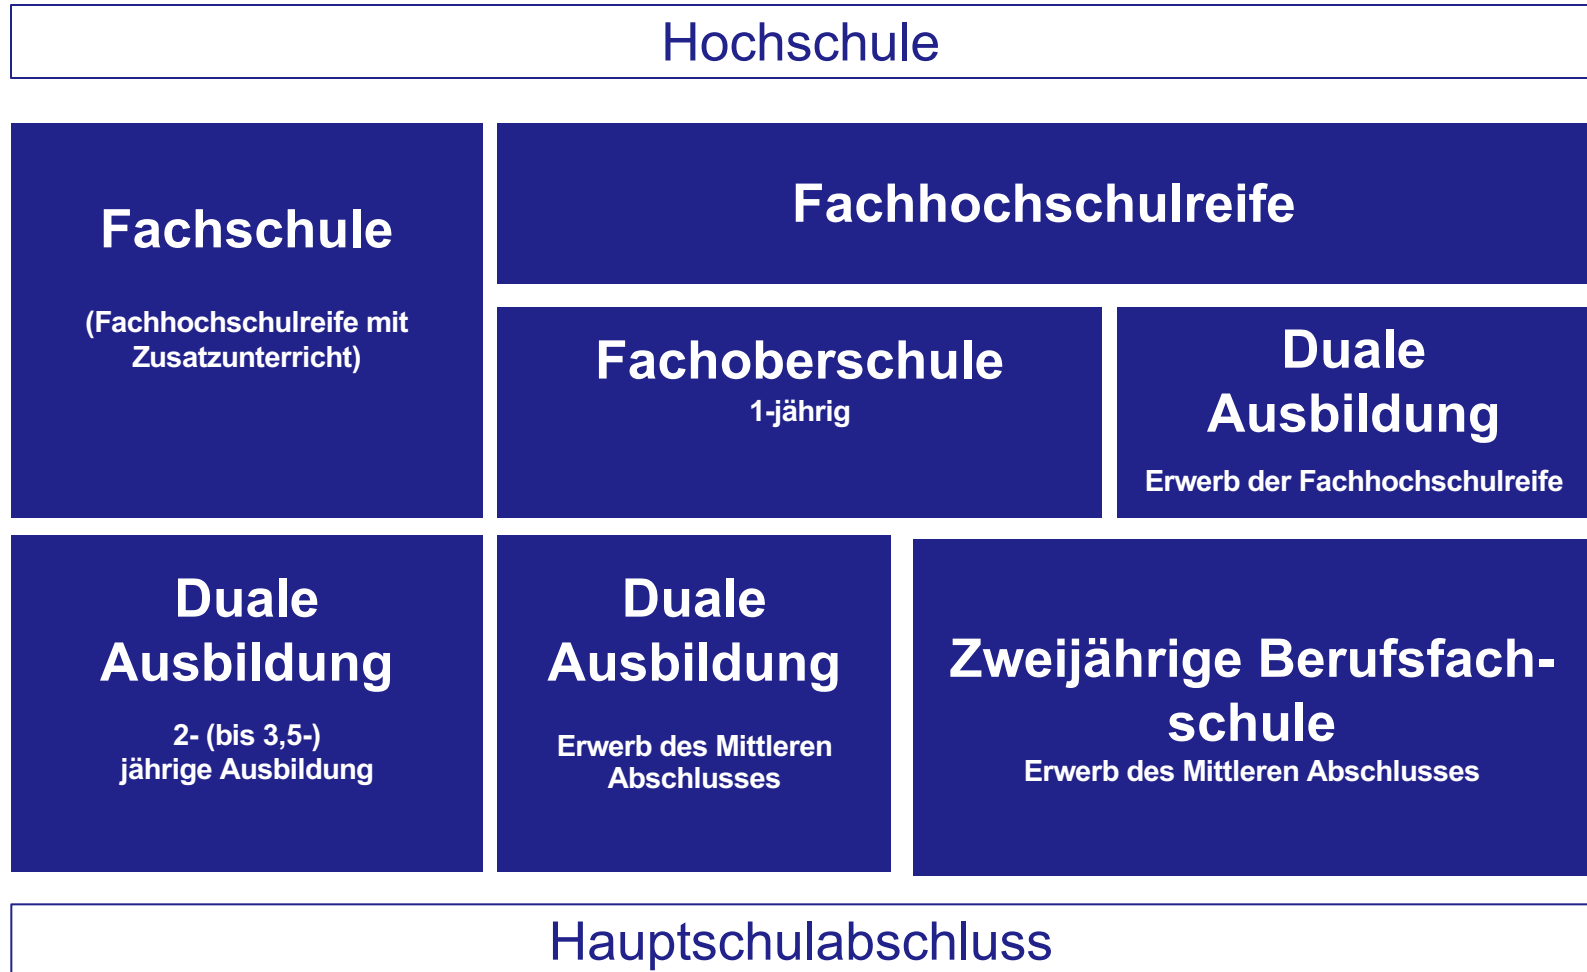 Hochschule
Fachschule
(Fachhochschulreife mit
Zusatzunterricht)
Fachhochschulreife
Fachoberschule
1-jährig
Duale
Ausbildung
Erwerb der Fachhochschulreife
Duale
Ausbildung
2- (bis 3,5-)
jährige Ausbildung
Duale
Ausbildung
Erwerb des Mittleren
Abschlusses
Zweijährige Berufsfach-
schule
Erwerb des Mittleren Abschlusses
Hauptschulabschluss